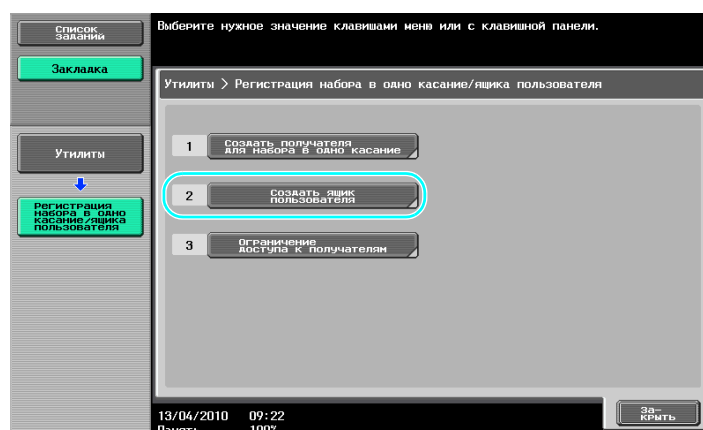 Список
заданий
Выберите нужное значение клавишами меню или с клавишной панели.
Закладка
Утилиты > Регистрация набора в одно касание/ящика пользователя
1 Создать получателя
для набора в одно касание
Утилиты
2 Создать ящик
пользователя
Регистрация
набора в одно
касание/ящика
пользователя
3 Ограничение
доступа к получателям
13/04/2010 09:22
За-
крыть
Память 100%